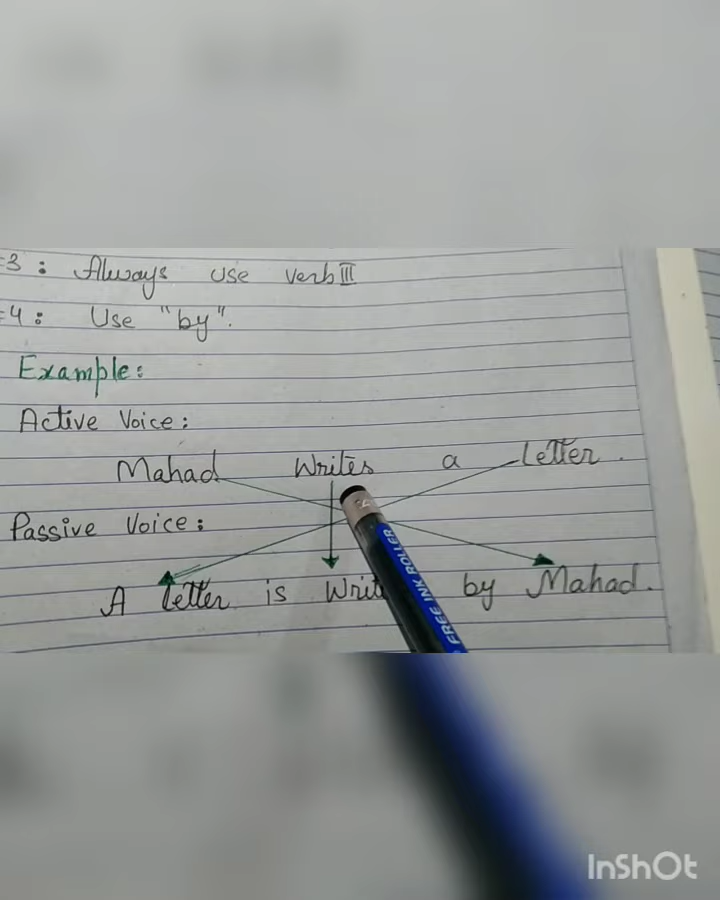 =3 : Always use verb III
=4 : Use "by".
Example:
Active Voice:
Mahad Writes a letter.
Passive Voice:
A letter is by Mahad.
FREE INK ROLLER
InShOt